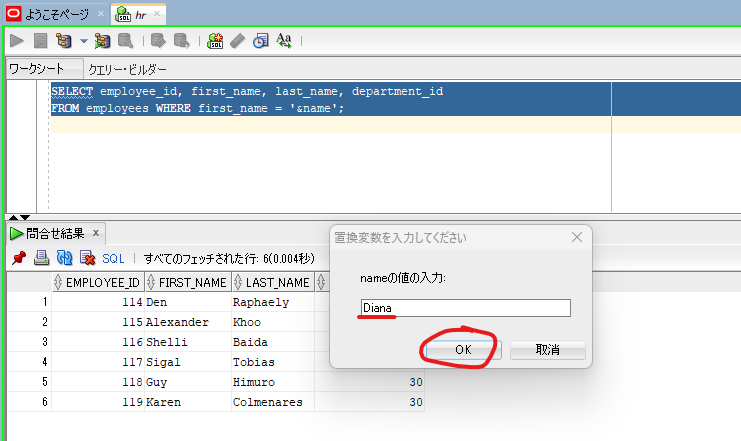 ようこそページ × hr ×
ワークシート クエリー・ビルダー
SELECT employee_id, first_name, last_name, department_id
FROM employees WHERE first_name = '&name';
問合せ結果 ×
SQL | すべてのフェッチされた行: 6(0.004秒)
EMPLOYEE_ID FIRST_NAME LAST_NAME
1 114 Den Raphaely
2 115 Alexander Khoo
3 116 Shelli Baida
4 117 Sigal Tobias
5 118 Guy Himuro 30
6 119 Karen Colmenares 30
置換変数を入力してください
nameの値の入力:
Diana
OK 取消